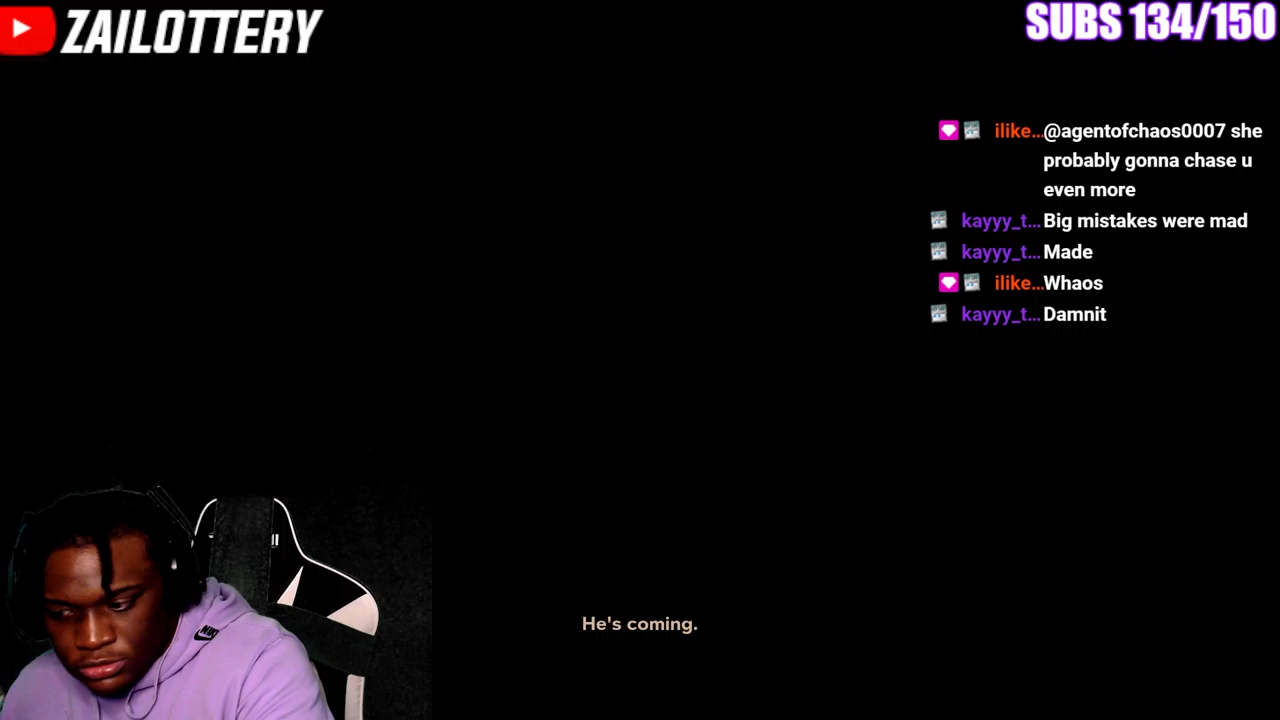 ZAILOTTERY
SUBS 134/150
ilike...@agentofchaos0007 she
probably gonna chase u
even more
kayyy_t...Big mistakes were mad
kayyy_t...Made
ilike...Whaos
kayyy_t...Damnit
He's coming.